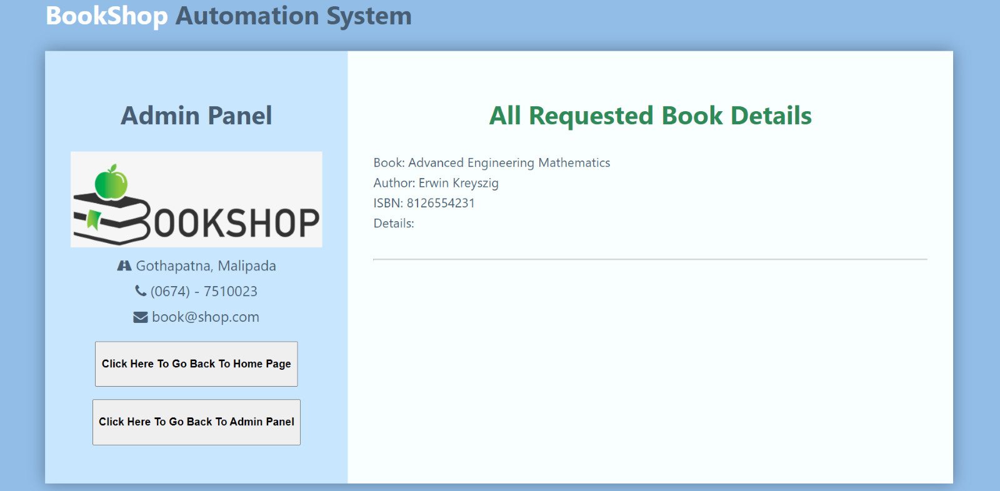 BookShop Automation System
Admin Panel
OOKSHOP
Gothapatna, Malipada
(0674) - 7510023
book@shop.com
Click Here To Go Back To Home Page
Click Here To Go Back To Admin Panel
All Requested Book Details
Book: Advanced Engineering Mathematics
Author: Erwin Kreyszig
ISBN: 8126554231
Details: